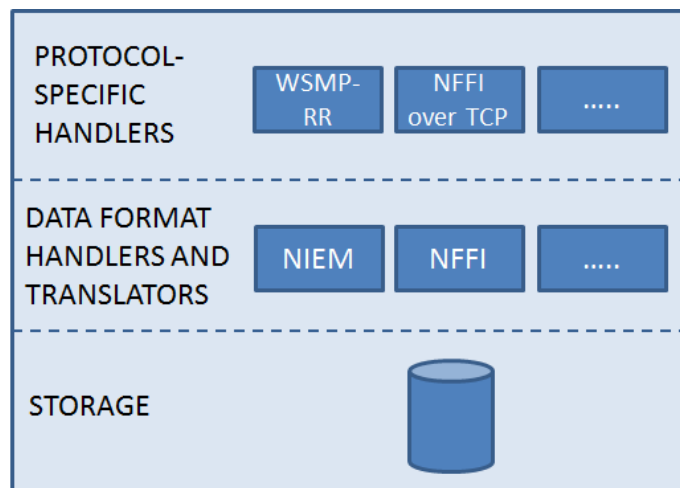 PROTOCOL-
SPECIFIC
HANDLERS
WSMP-
RR
NFFI
over TCP
.....
DATA FORMAT
HANDLERS AND
TRANSLATORS
NIEM
NFFI
.....
STORAGE